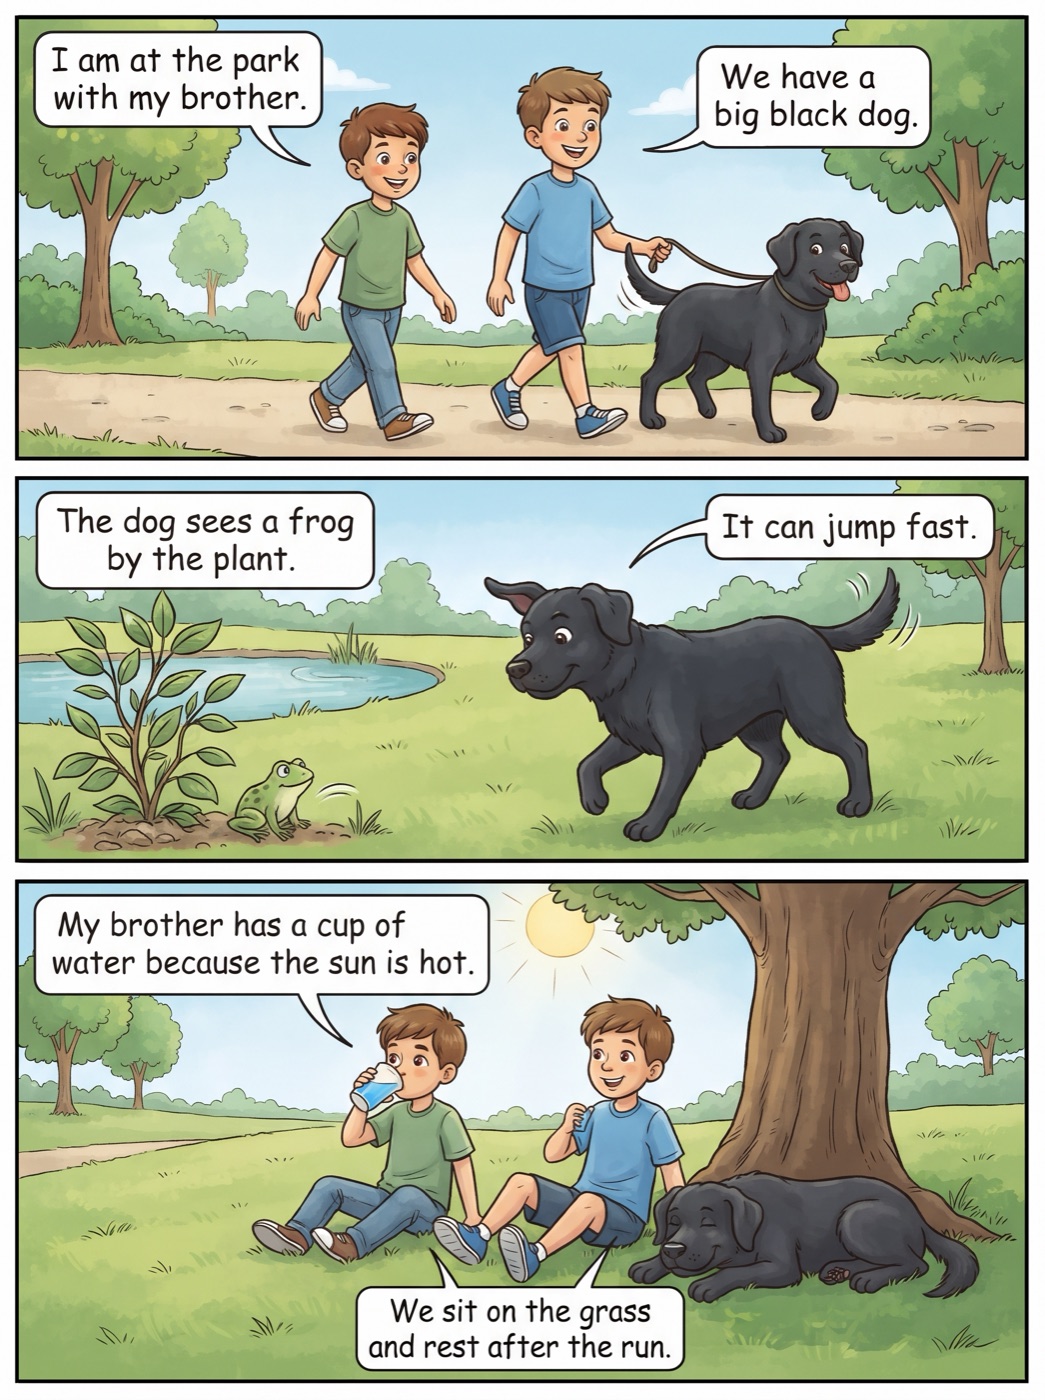 I am at the park
with my brother.
We have a
big black dog.
The dog sees a frog
by the plant.
It can jump fast.
My brother has a cup of
water because the sun is hot.
We sit on the grass
and rest after the run.